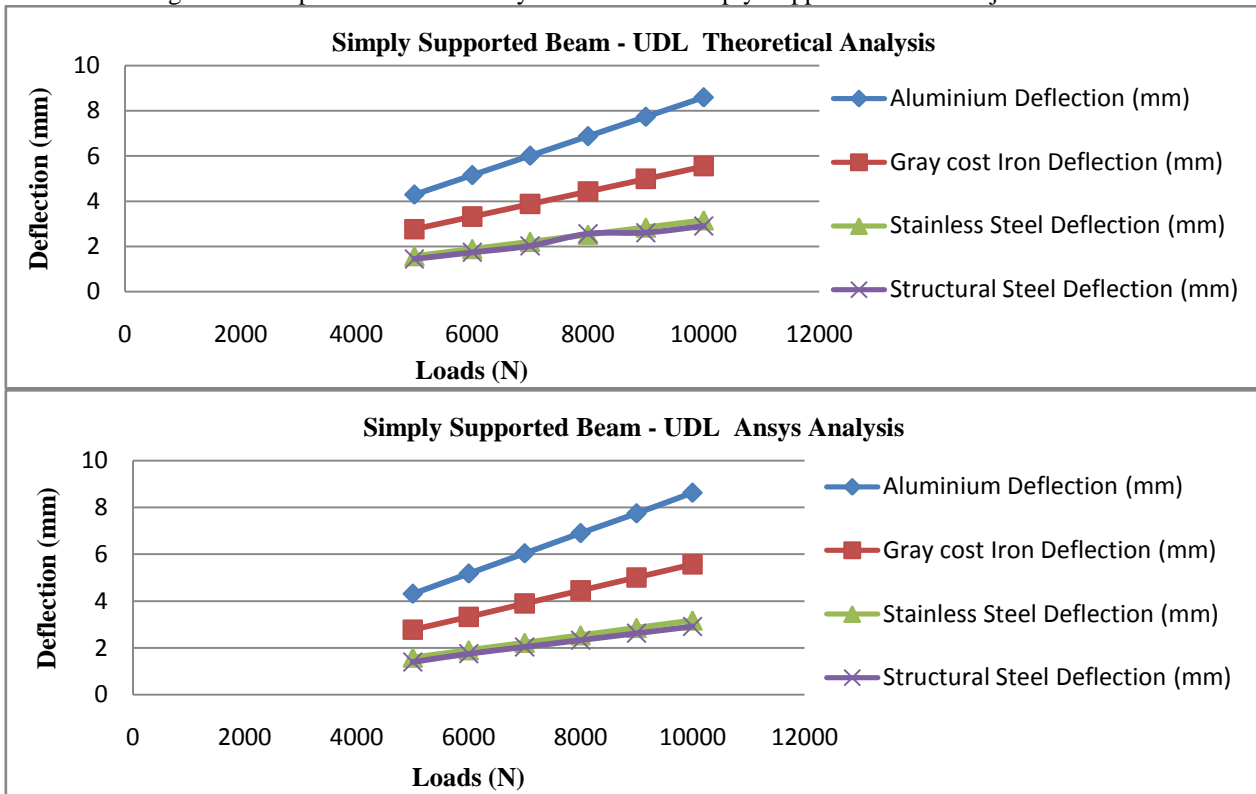 Simply Supported Beam - UDL Theoretical Analysis
10
8
6
4
2
0
Deflection (mm)
0 2000 4000 6000 8000 10000 12000
Loads (N)
Aluminium Deflection (mm)
Gray cost Iron Deflection (mm)
Stainless Steel Deflection (mm)
Structural Steel Deflection (mm)
Simply Supported Beam - UDL Ansys Analysis
10
8
6
4
2
0
Deflection (mm)
0 2000 4000 6000 8000 10000 12000
Loads (N)
Aluminium Deflection (mm)
Gray cost Iron Deflection (mm)
Stainless Steel Deflection (mm)
Structural Steel Deflection (mm)